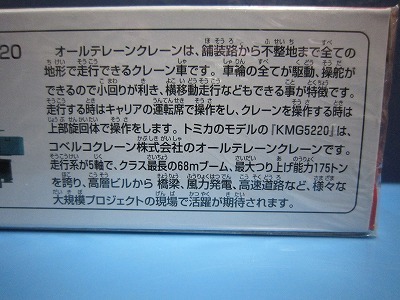 220
オールテレーンクレーンは、舗装路から不整地まで全ての
地形で走行できるクレーン車です。車輪の全てが駆動、操舵が
できるので小回りが利き、横移動走行などもできる事が特徴です。
走行する時はキャリアの運転席で操作をし、クレーンを操作する時は
上部旋回体で操作をします。トミカのモデルの『KMG5220』は、
コベルコクレーン株式会社のオールテレーンクレーンです。
走行系が5軸で、クラス最長の68mブーム、最大つり上げ能力175トン
を誇り、高層ビルから橋梁、風力発電、高速道路など、様々な
大規模プロジェクトの現場で活躍が期待されます。